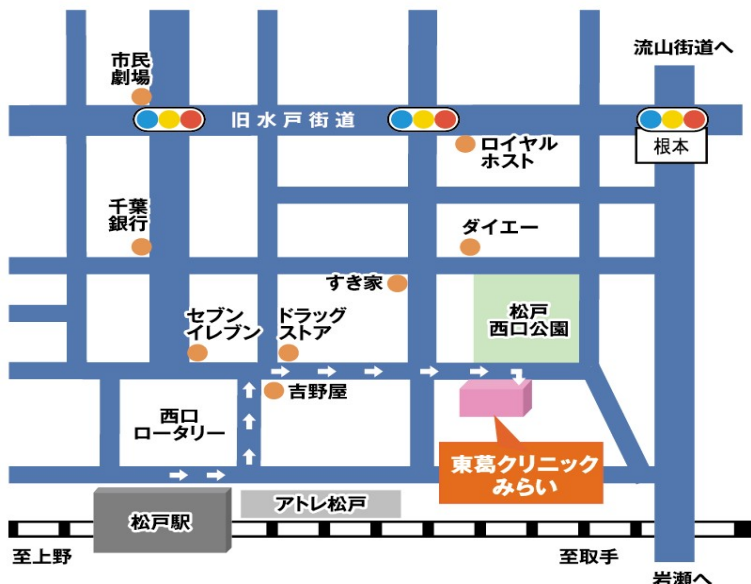 流山街道へ
市民
劇場
旧水戸街道
ロイヤル
ホスト
根本
千葉
銀行
ダイエー
すき家
セブン
イレブン
ドラッグ
ストア
松戸
西口公園
吉野屋
西口
ロータリー
東葛クリニック
みらい
アトレ松戸
松戸駅
至上野
至取手
岩瀬へ